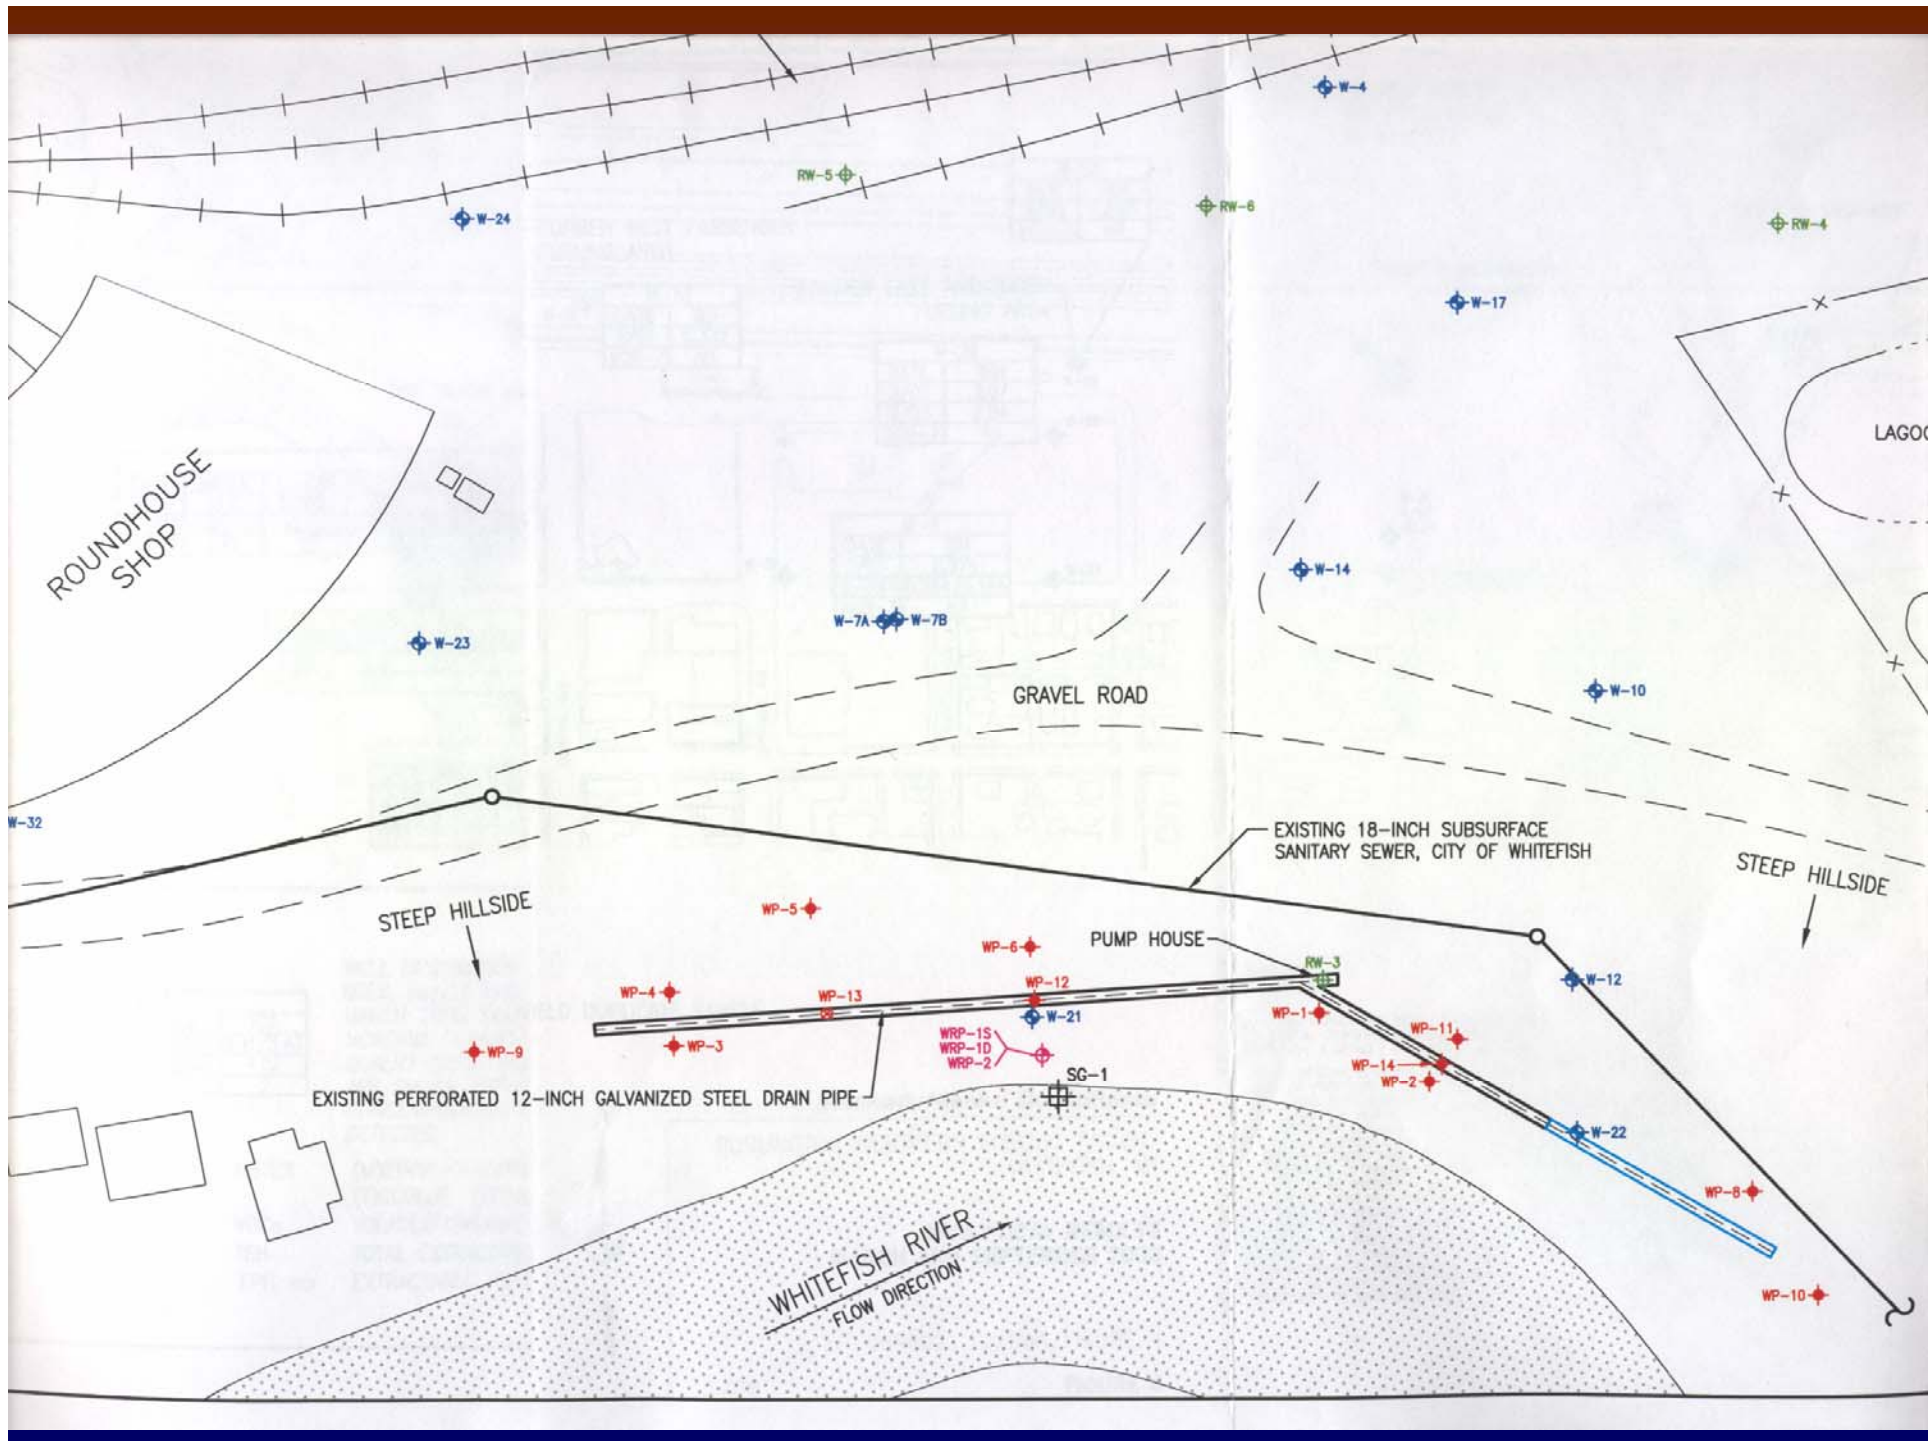 W-4
RW-5
RW-6
W-24
RW-4
W-17
LAGOO
ROUNDHOUSE
SHOP
W-14
W-7A
W-7B
W-23
W-10
GRAVEL ROAD
W-32
EXISTING 18-INCH SUBSURFACE
SANITARY SEWER, CITY OF WHITEFISH
STEEP HILLSIDE
STEEP HILLSIDE
WP-5
WP-6
PUMP HOUSE
RW-3
W-12
WP-4
WP-13
WP-12
W-21
WP-1
WP-11
WP-9
WP-3
WRP-1S
WRP-1D
WRP-2
WP-14
WP-2
SG-1
EXISTING PERFORATED 12-INCH GALVANIZED STEEL DRAIN PIPE
W-22
WP-8
WHITEFISH RIVER
FLOW DIRECTION
WP-10